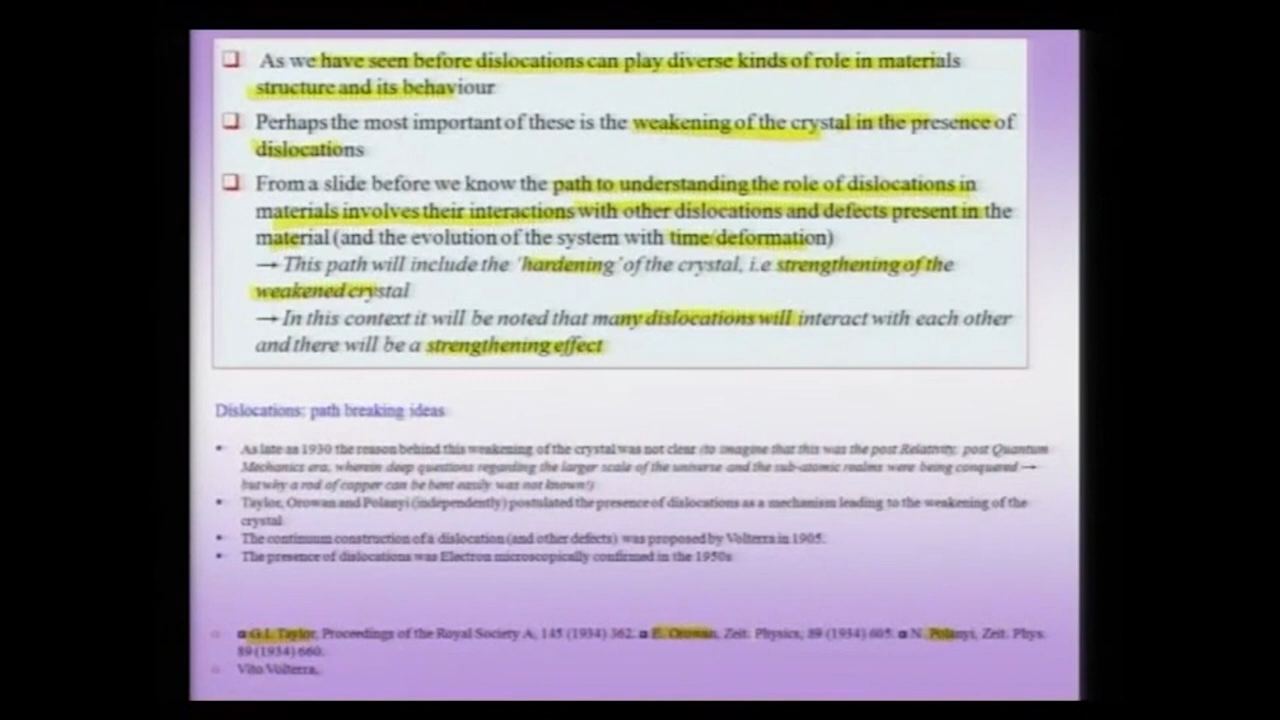 As we have seen before dislocations can play diverse kinds of role in materials
structure and its behaviour
Perhaps the most important of these is the weakening of the crystal in the presence of
dislocations
From a slide before we know the path to understanding the role of dislocations in
materials involves their interactions with other dislocations and defects present in the
material (and the evolution of the system with time/deformation)
→ This path will include the 'hardening' of the crystal, i.e strengthening of the
weakened crystal
→ In this context it will be noted that many dislocations will interact with each other
and there will be a strengthening effect
Dislocations: path breaking ideas
As late as 1930 the reason behind this weakening of the crystal was not clear (to imagine that this was the post Relativity, post Quantum
Mechanics era, wherein deep questions regarding the larger scale of the universe and the sub-atomic realms were being conquered →
but why a rod of copper can be bent easily was not known!)
Taylor, Orowan and Polanyi (independently) postulated the presence of dislocations as a mechanism leading to the weakening of the
crystal
The continuum construction of a dislocation (and other defects) was proposed by Volterra in 1905.
The presence of dislocations was Electron microscopically confirmed in the 1950s
G.I. Taylor, Proceedings of the Royal Society A, 145 (1934) 362. E. Orowan, Zeit. Physics, 89 (1934) 605. N. Polanyi, Zeit. Phys.
89 (1934) 660.
Vito Volterra,